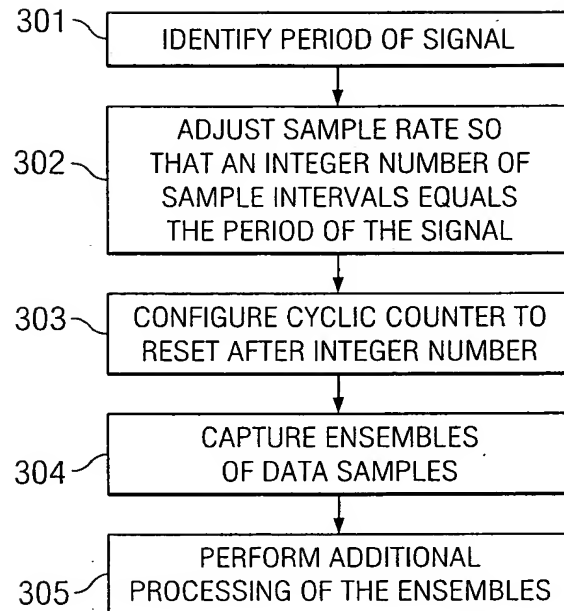 301
IDENTIFY PERIOD OF SIGNAL
302
ADJUST SAMPLE RATE SO
THAT AN INTEGER NUMBER OF
SAMPLE INTERVALS EQUALS
THE PERIOD OF THE SIGNAL
303
CONFIGURE CYCLIC COUNTER TO
RESET AFTER INTEGER NUMBER
304
CAPTURE ENSEMBLES
OF DATA SAMPLES
305
PERFORM ADDITIONAL
PROCESSING OF THE ENSEMBLES